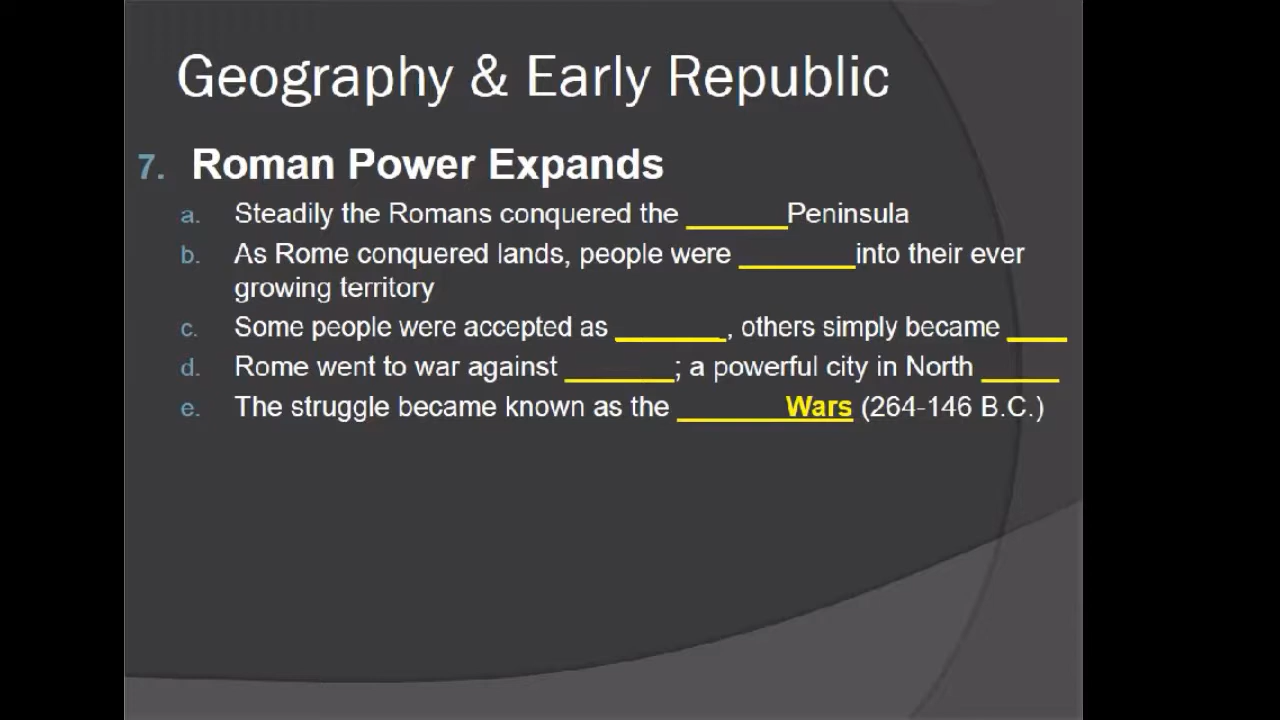 Geography & Early Republic
7. Roman Power Expands
a. Steadily the Romans conquered the _______Peninsula
b. As Rome conquered lands, people were ________into their ever
growing territory
c. Some people were accepted as ________, others simply became ____
d. Rome went to war against ________; a powerful city in North _____
e. The struggle became known as the ________Wars (264-146 B.C.)